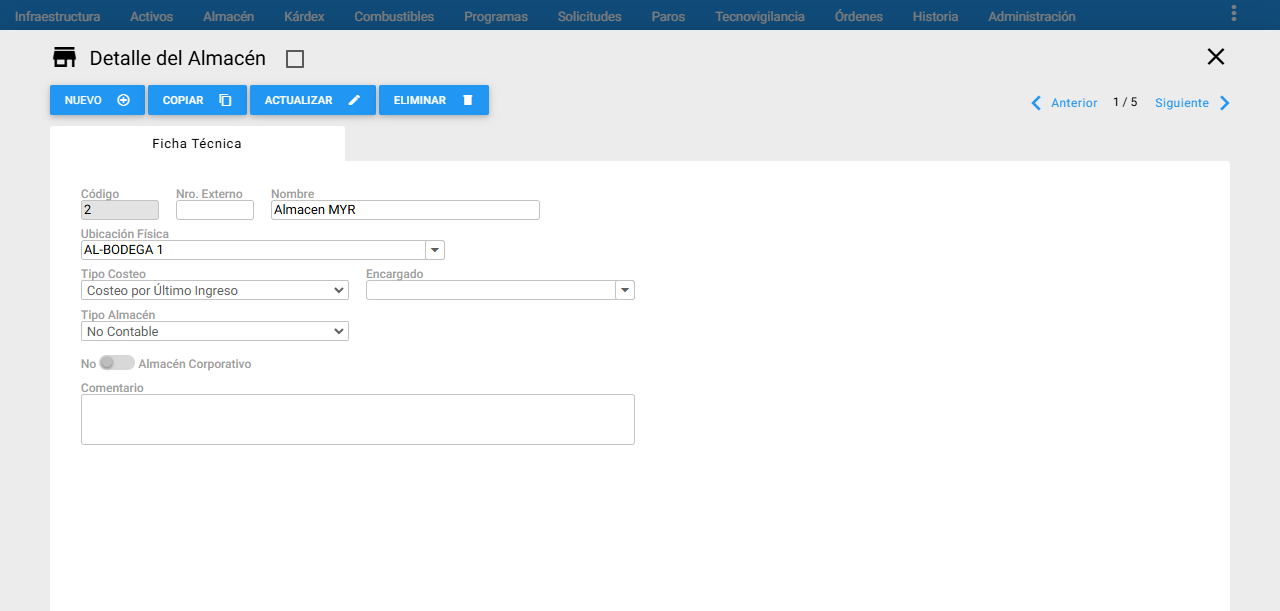 Infraestructura Activos Almacén Kárdex Combustibles Programas Solicitudes Paros Tecnovigilancia Órdenes Historia Administración
Detalle del Almacén
NUEVO COPIAR ACTUALIZAR ELIMINAR
Anterior 1 / 5 Siguiente
Ficha Técnica
Código Nro. Externo Nombre
2 Almacen MYR
Ubicación Física
AL-BODEGA 1
Tipo Costeo Encargado
Costeo por Último Ingreso
Tipo Almacén
No Contable
No Almacén Corporativo
Comentario